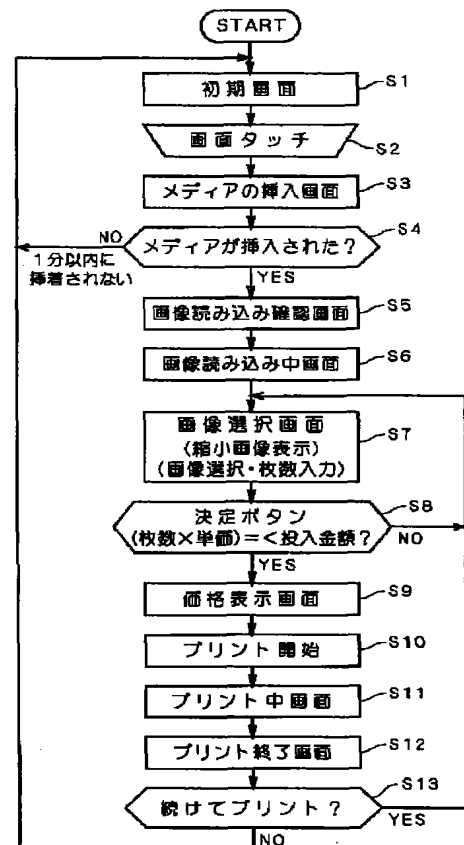 START
初期画面
S1
画面タッチ
S2
メディアの挿入画面
S3
メディアが挿入された?
S4
NO
1分以内に
挿着されない
YES
画像読み込み確認画面
S5
画像読み込み中画面
S6
画像選択画面
(縮小画像表示)
(画像選択・枚数入力)
S7
決定ボタン
(枚数×単価)=<投入金額?
S8
NO
YES
価格表示画面
S9
プリント開始
S10
プリント中画面
S11
プリント終了画面
S12
続けてプリント?
S13
YES
NO